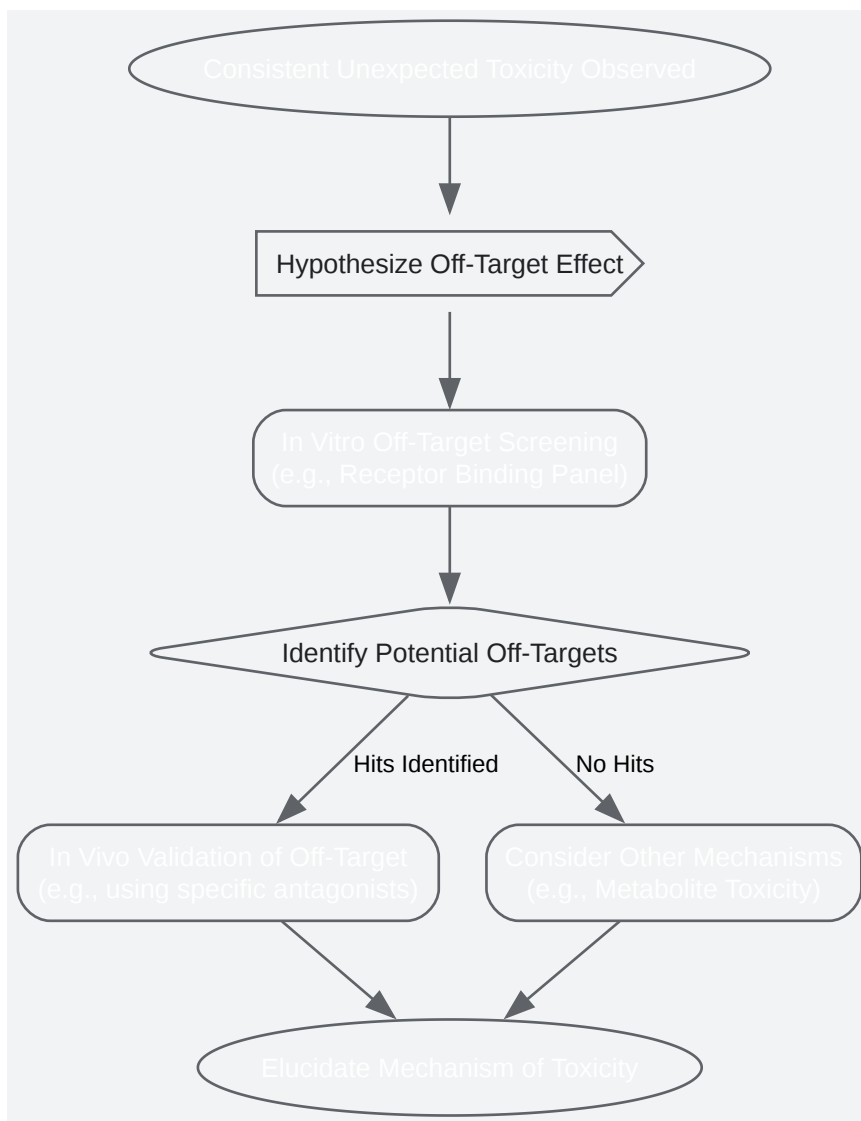 Consistent Unexpected Toxicity Observed
Hypothesize Off-Target Effect
In Vitro Off-Target Screening
(e.g., Receptor Binding Panel)
Identify Potential Off-Targets
Hits Identified
No Hits
In Vivo Validation of Off-Target
(e.g., using specific antagonists)
Consider Other Mechanisms
(e.g., Metabolite Toxicity)
Elucidate Mechanism of Toxicity